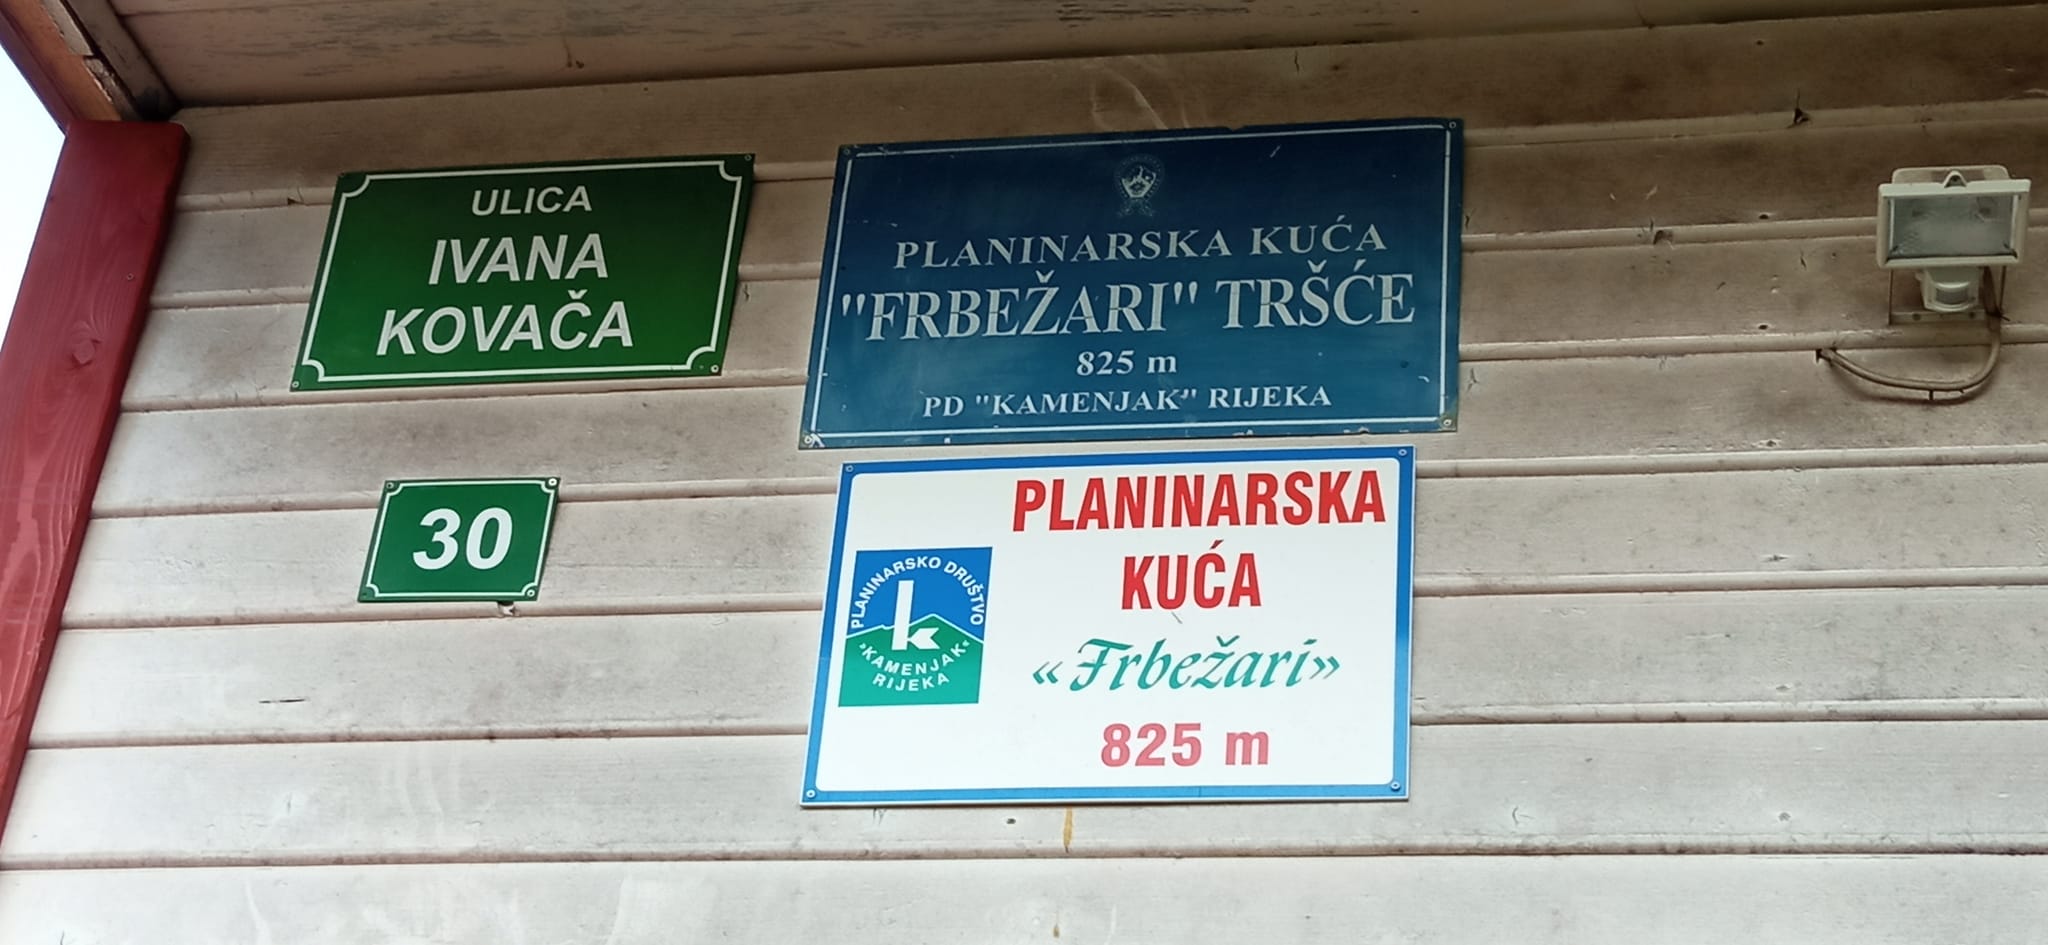 ULICA
IVANA
KOVAČA
30
PLANINARSKA KUĆA
"FRBEŽARI" TRŠĆE
825 m
PD "KAMENJAK" RIJEKA
PLANINARSKA
KUĆA
«Frbežari»
825 m
PLANINARSKO DRUŠTVO
k
»KAMENJAK«
RIJEKA